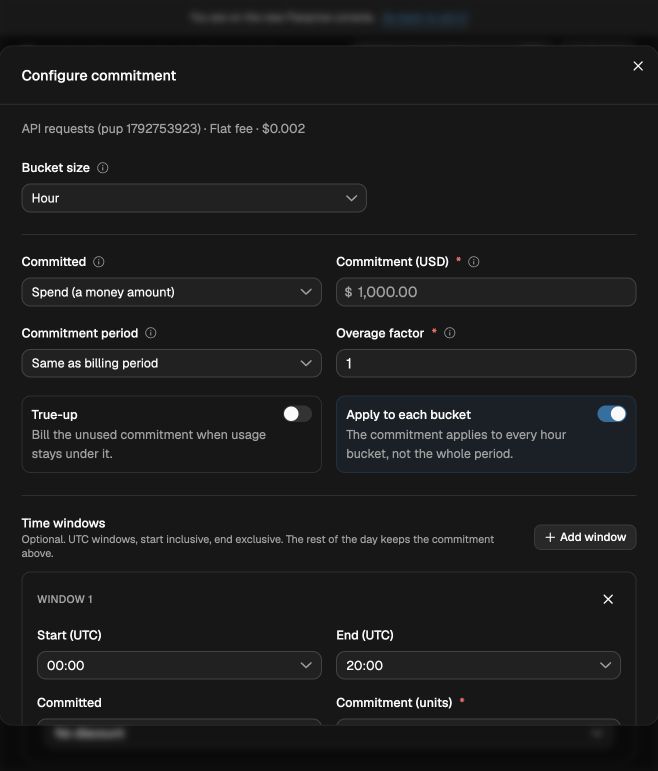 Configure commitment
API requests (pup 1792753923) · Flat fee · $0.002
Bucket size
Hour
Committed
Commitment (USD) *
Spend (a money amount)
$ 1,000.00
Commitment period
Overage factor *
Same as billing period
1
True-up
Bill the unused commitment when usage
stays under it.
Apply to each bucket
The commitment applies to every hour
bucket, not the whole period.
Time windows
Optional. UTC windows, start inclusive, end exclusive. The rest of the day keeps the commitment
above.
+ Add window
WINDOW 1
Start (UTC)
End (UTC)
00:00
20:00
Committed
Commitment (units) *
No discount